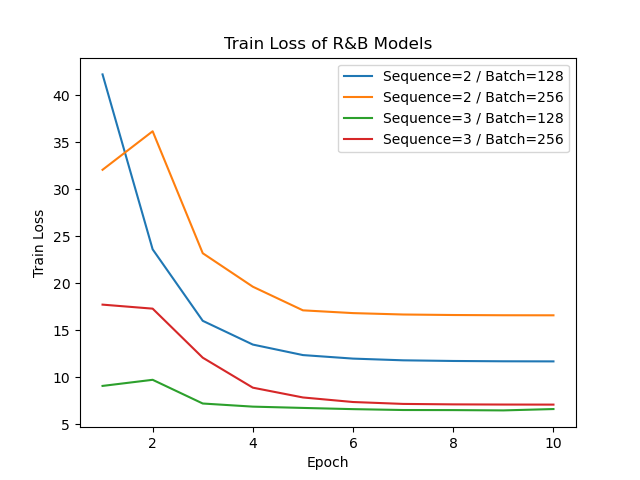 Train Loss of R&B Models
Sequence=2 / Batch=128
Sequence=2 / Batch=256
Sequence=3 / Batch=128
Sequence=3 / Batch=256
Train Loss
40
35
30
25
20
15
10
5
2
4
6
8
10
Epoch